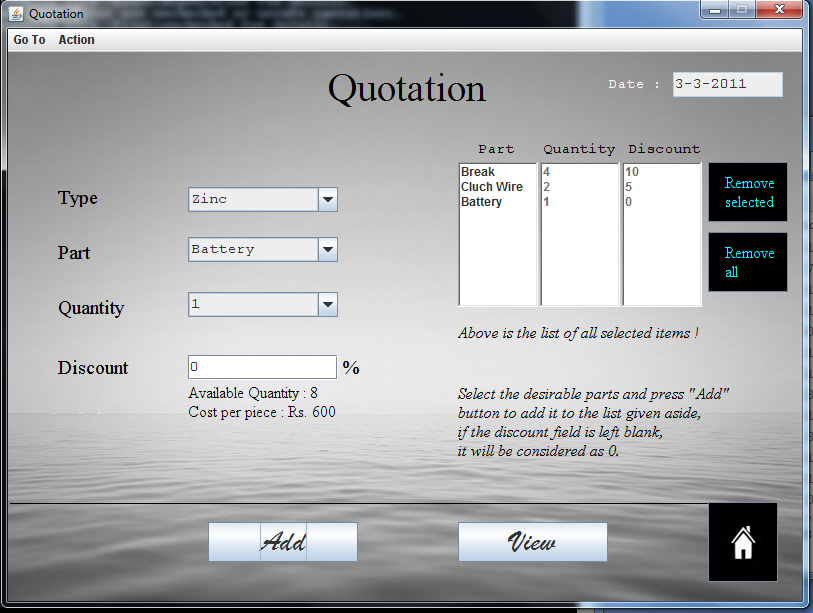 Quotation
Go To Action
Quotation
Date : 3-3-2011
Part Quantity Discount
Break 4 10
Cluch Wire 2 5
Battery 1 0
Remove selected
Remove all
Type Zinc
Part Battery
Quantity 1
Discount 0 %
Available Quantity : 8
Cost per piece : Rs. 600
Above is the list of all selected items !
Select the desirable parts and press "Add"
button to add it to the list given aside,
if the discount field is left blank,
it will be considered as 0.
Add View